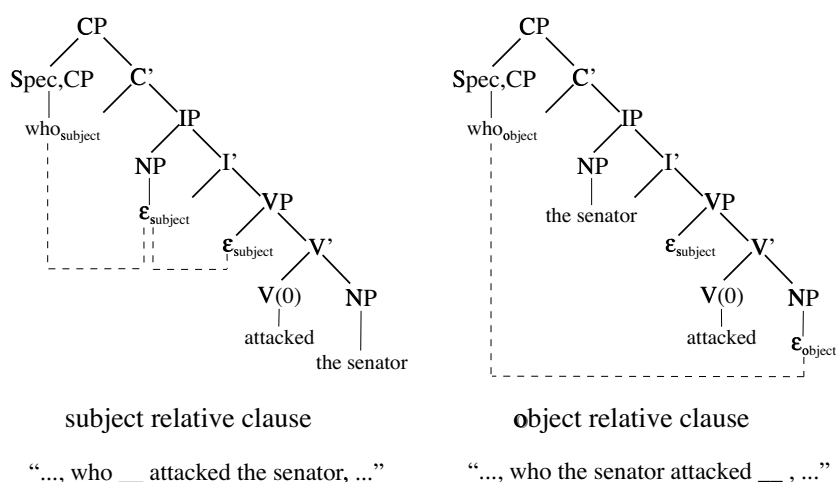 CP
Spec,CP C’
who_subject IP
NP I’
ε_subject VP
ε_subject V’
V(0) NP
attacked
the senator
subject relative clause
“..., who __ attacked the senator, ...”
CP
Spec,CP C’
who_object IP
NP I’
the senator VP
ε_subject V’
V(0) NP
attacked ε_object
object relative clause
“..., who the senator attacked __ , ...”